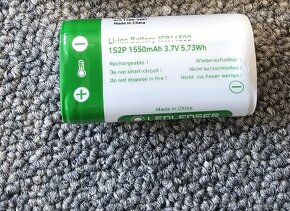 Made in China
Li-ion Battery ICR14500
1S2P 1550mAh 3.7V 5.73Wh
Rechargeable ! Wiederaufladbar !
Do not short-circuit ! Nicht kurzschließen !
Do not dispose in fire ! Nicht ins Feuer werfen !
Made in China
LEDLENSER